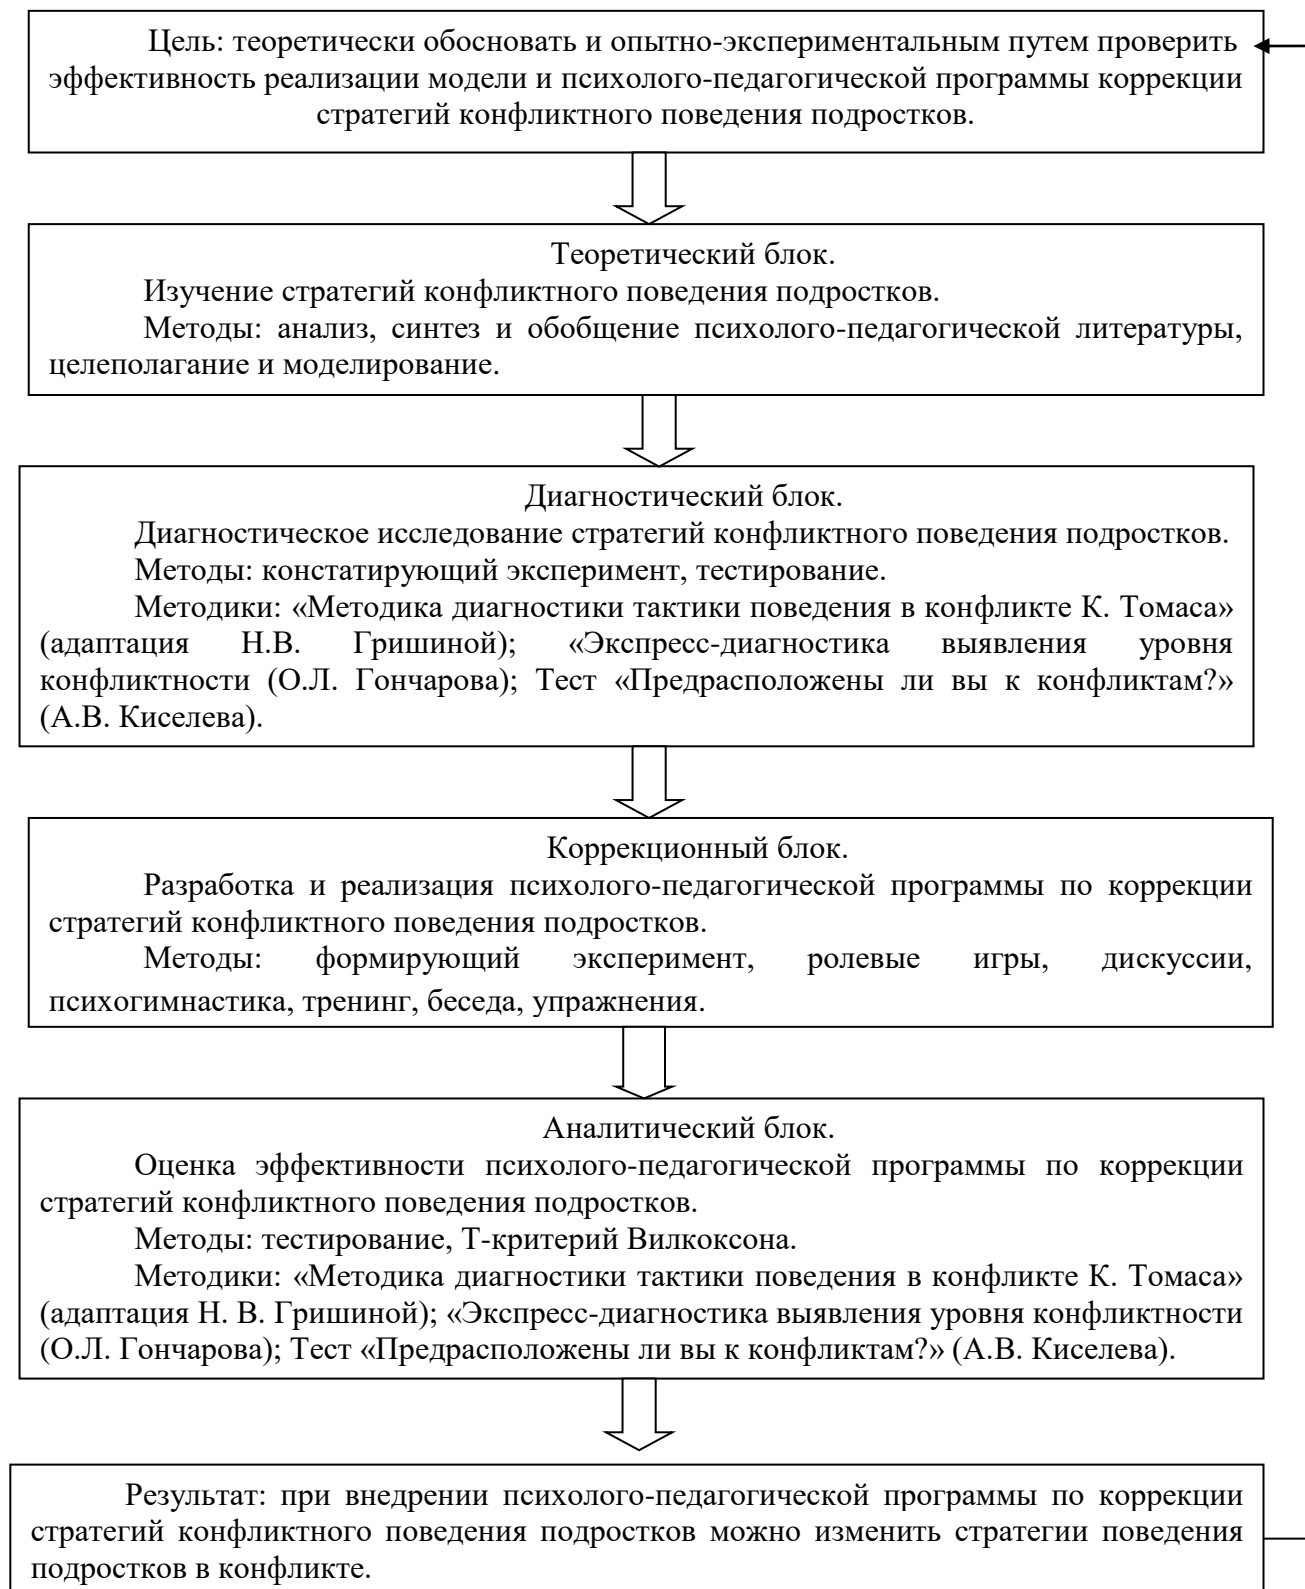 Цель: теоретически обосновать и опытно-экспериментальным путем проверить
эффективность реализации модели и психолого-педагогической программы коррекции
стратегий конфликтного поведения подростков.
Теоретический блок.
Изучение стратегий конфликтного поведения подростков.
Методы: анализ, синтез и обобщение психолого-педагогической литературы,
целеполагание и моделирование.
Диагностический блок.
Диагностическое исследование стратегий конфликтного поведения подростков.
Методы: констатирующий эксперимент, тестирование.
Методики: «Методика диагностики тактики поведения в конфликте К. Томаса»
(адаптация Н.В. Гришиной); «Экспресс-диагностика выявления уровня
конфликтности (О.Л. Гончарова); Тест «Предрасположены ли вы к конфликтам?»
(А.В. Киселева).
Коррекционный блок.
Разработка и реализация психолого-педагогической программы по коррекции
стратегий конфликтного поведения подростков.
Методы: формирующий эксперимент, ролевые игры, дискуссии,
психогимнастика, тренинг, беседа, упражнения.
Аналитический блок.
Оценка эффективности психолого-педагогической программы по коррекции
стратегий конфликтного поведения подростков.
Методы: тестирование, Т-критерий Вилкоксона.
Методики: «Методика диагностики тактики поведения в конфликте К. Томаса»
(адаптация Н. В. Гришиной); «Экспресс-диагностика выявления уровня конфликтности
(О.Л. Гончарова); Тест «Предрасположены ли вы к конфликтам?» (А.В. Киселева).
Результат: при внедрении психолого-педагогической программы по коррекции
стратегий конфликтного поведения подростков можно изменить стратегии поведения
подростков в конфликте.